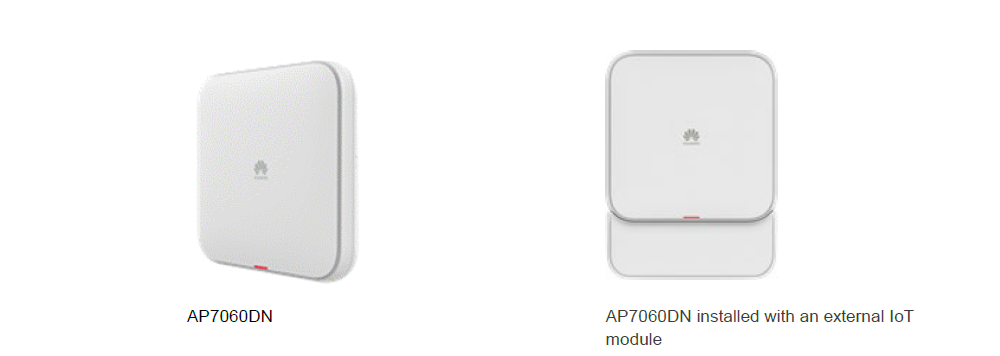 AP7060DN
AP7060DN installed with an external IoT
module